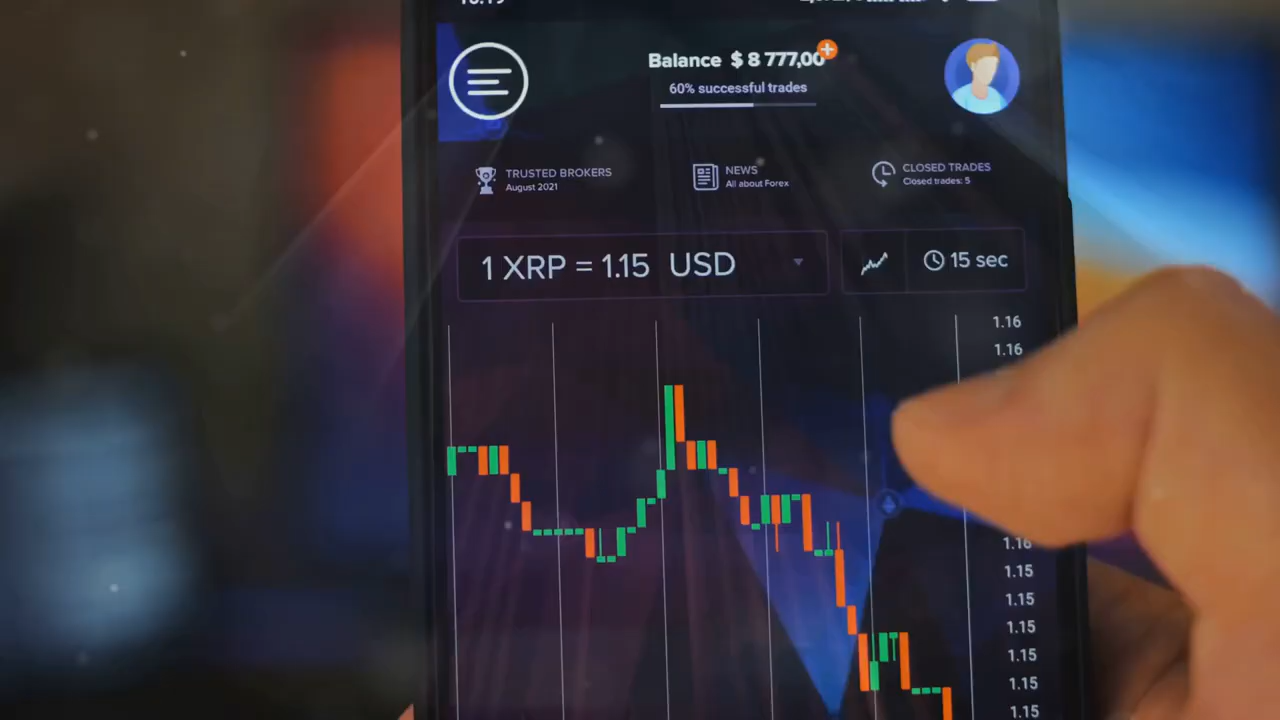 Balance $ 8 777,00
60% successful trades
TRUSTED BROKERS
August 2021
NEWS
All about Forex
CLOSED TRADES
Closed trades: 5
1 XRP = 1.15 USD
15 sec
1.16
1.16
1.16
1.15
1.15
1.15
1.15
1.15
1.15